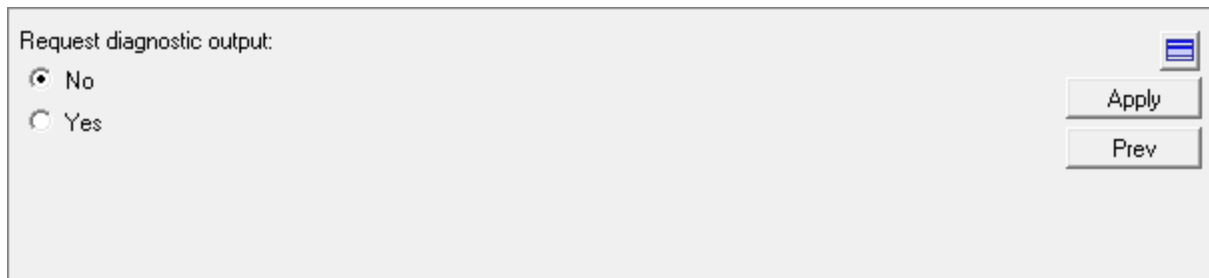 Request diagnostic output:
No
Yes
Apply
Prev